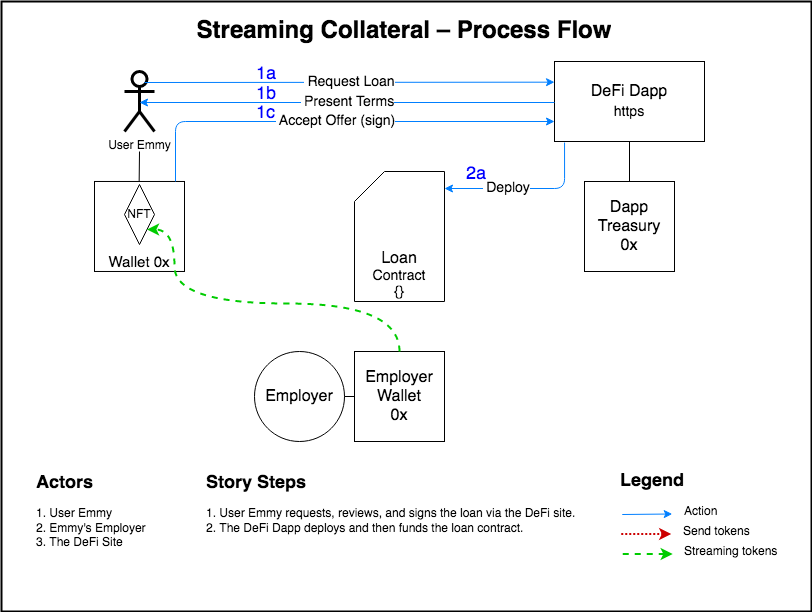 Streaming Collateral – Process Flow
1a
Request Loan
1b
Present Terms
1c
Accept Offer (sign)
DeFi Dapp
https
User Emmy
2a
Deploy
NFT
Wallet 0x
Loan
Contract
{}
Dapp
Treasury
0x
Employer
Employer
Wallet
0x
Actors
1. User Emmy
2. Emmy's Employer
3. The DeFi Site
Story Steps
1. User Emmy requests, reviews, and signs the loan via the DeFi site.
2. The DeFi Dapp deploys and then funds the loan contract.
Legend
Action
Send tokens
Streaming tokens